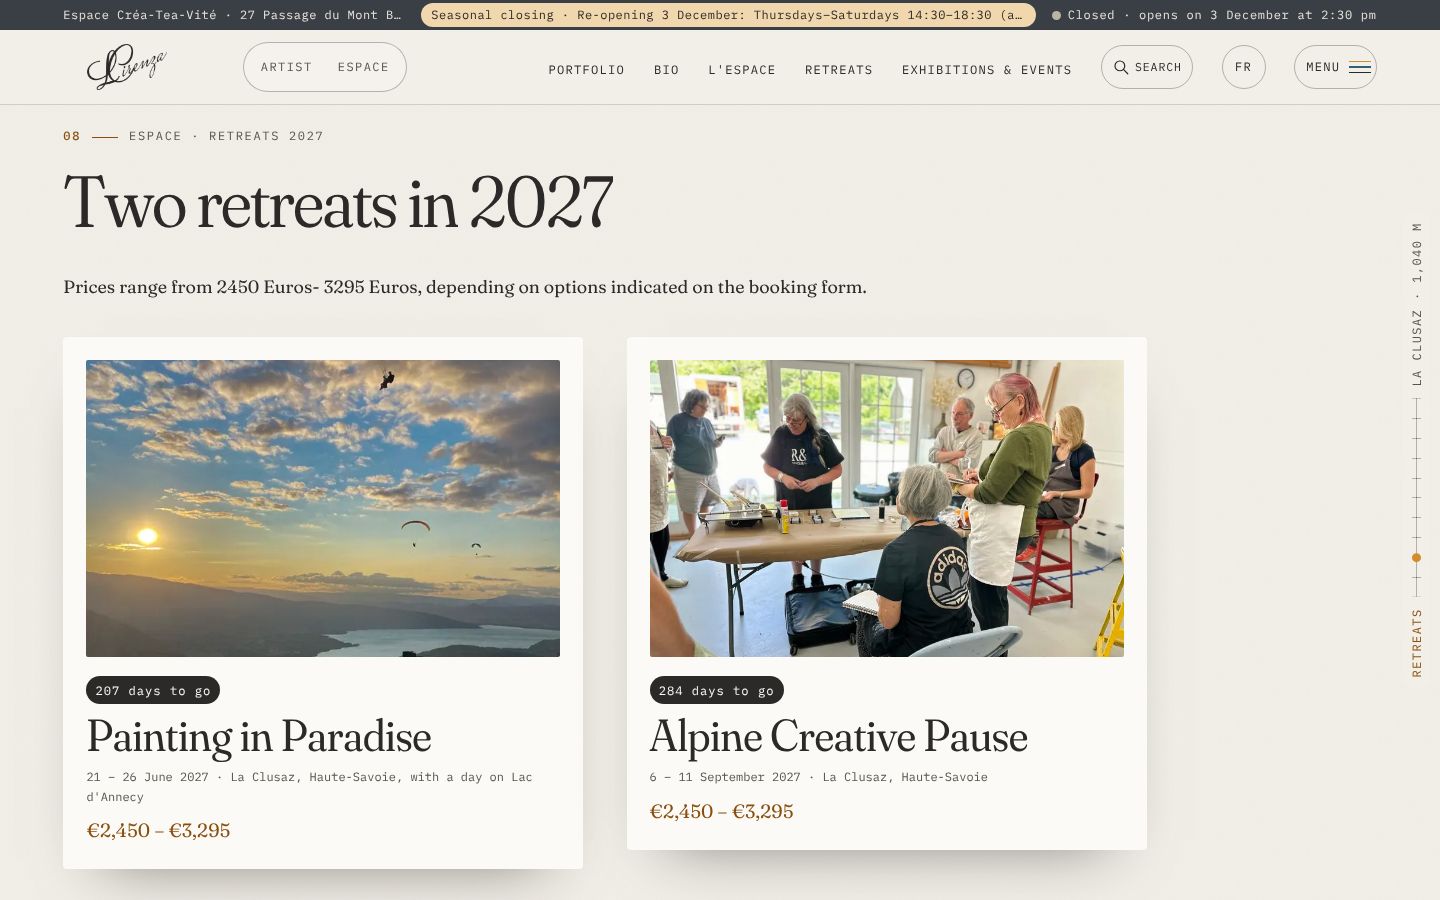 Espace Créa-Tea-Vité · 27 Passage du Mont B…
Seasonal closing · Re-opening 3 December: Thursdays–Saturdays 14:30–18:30 (a…
Closed · opens on 3 December at 2:30 pm
Lirenza
ARTIST ESPACE
PORTFOLIO BIO L'ESPACE RETREATS EXHIBITIONS & EVENTS
SEARCH
FR
MENU
08 ESPACE · RETREATS 2027
Two retreats in 2027
Prices range from 2450 Euros- 3295 Euros, depending on options indicated on the booking form.
R&
adidas
207 days to go
Painting in Paradise
21 – 26 June 2027 · La Clusaz, Haute-Savoie, with a day on Lac
d'Annecy
€2,450 – €3,295
284 days to go
Alpine Creative Pause
6 – 11 September 2027 · La Clusaz, Haute-Savoie
€2,450 – €3,295
LA CLUSAZ · 1,040 M
RETREATS